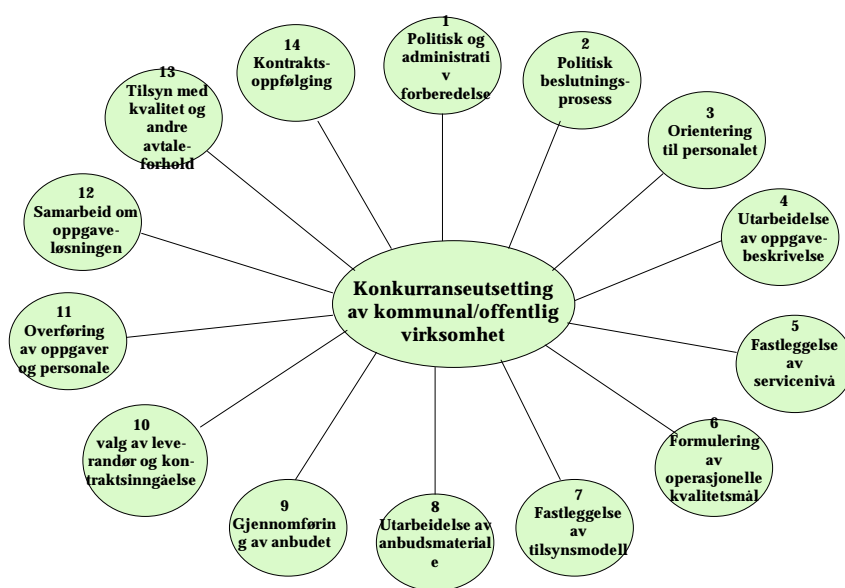 Konkurranseutsetting
av kommunal/offentlig
virksomhet
1
Politisk og
administrati
v
forberedelse
2
Politisk
beslutnings-
prosess
3
Orientering
til personalet
4
Utarbeidelse
av oppgave-
beskrivelse
5
Fastleggelse
av
servicenivå
6
Formulering
av
operasjonelle
kvalitetsmål
7
Fastleggelse
av
tilsynsmodell
8
Utarbeidelse av
anbudsmaterial
e
9
Gjennomførin
g av anbudet
10
valg av leve-
randør og kon-
traktsinngåelse
11
Overføring
av oppgaver
og personale
12
Samarbeid om
oppgave-
løsningen
13
Tilsyn med
kvalitet og
andre
avtale-
forhold
14
Kontrakts-
oppfølging